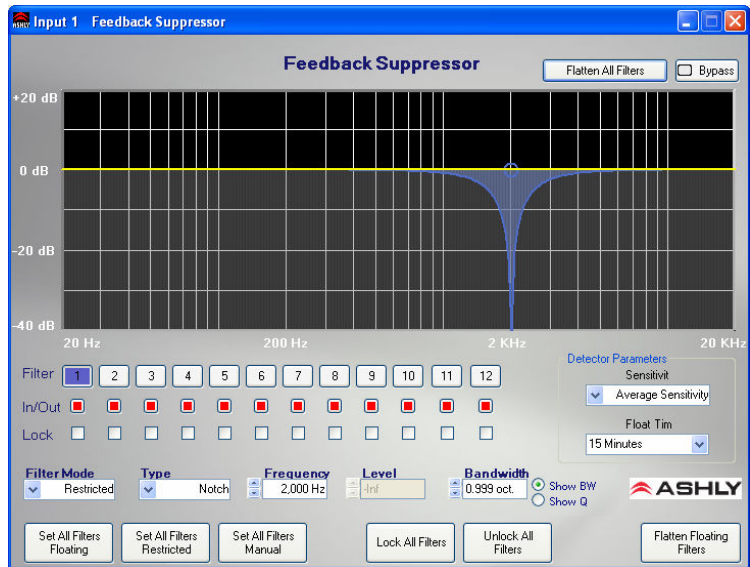 ASHLY Input 1 Feedback Suppressor
Feedback Suppressor
Flatten All Filters
Bypass
+20 dB
0 dB
-20 dB
-40 dB
20 Hz 200 Hz 2 KHz 20 KHz
Detector Parameters
Sensitivit
Average Sensitivity
Float Tim
15 Minutes
Filter 1 2 3 4 5 6 7 8 9 10 11 12
In/Out
Lock
Filter Mode Type Frequency Level Bandwidth
Restricted Notch 2,000 Hz -Inf 0.999 oct.
Show BW
Show Q
ASHLY
Set All Filters Floating
Set All Filters Restricted
Set All Filters Manual
Lock All Filters
Unlock All Filters
Flatten Floating Filters